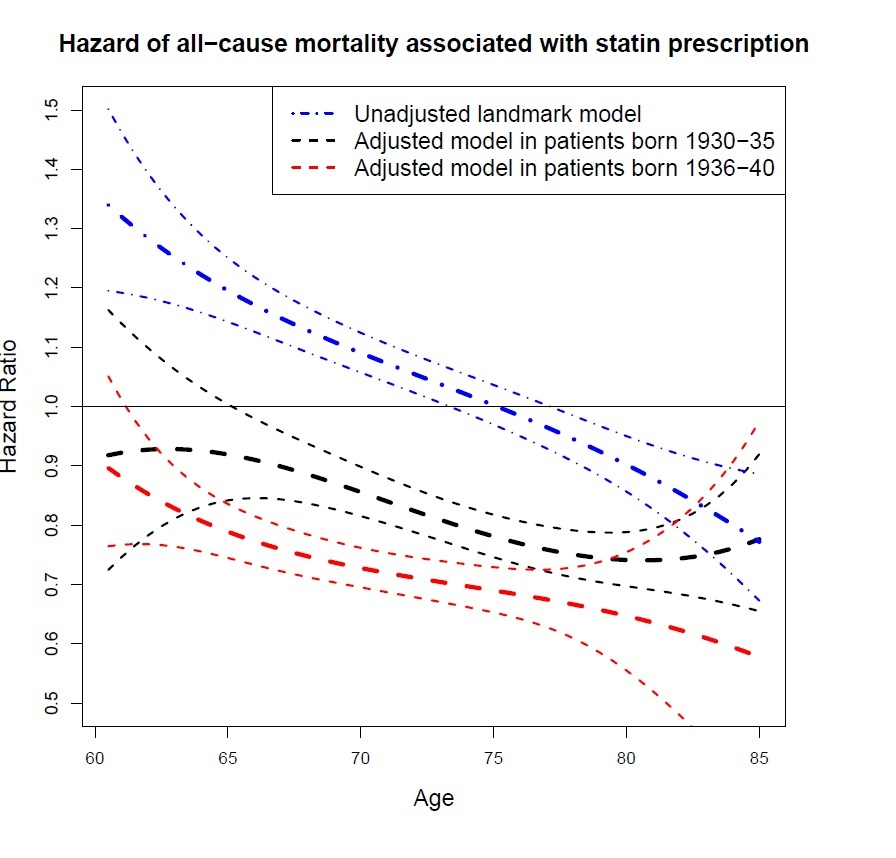 Hazard of all−cause mortality associated with statin prescription
Unadjusted landmark model
Adjusted model in patients born 1930−35
Adjusted model in patients born 1936−40
Hazard Ratio
1.5
1.4
1.3
1.2
1.1
1.0
0.9
0.8
0.7
0.6
0.5
60 65 70 75 80 85
Age